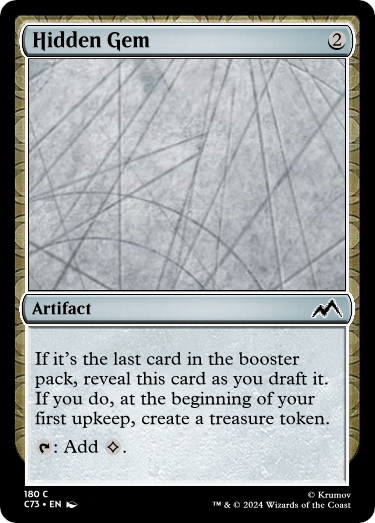 Hidden Gem 2
Artifact
If it's the last card in the booster
pack, reveal this card as you draft it.
If you do, at the beginning of your
first upkeep, create a treasure token.
: Add .
180 C
C73 • EN
© Krumov
™ & © 2024 Wizards of the Coast